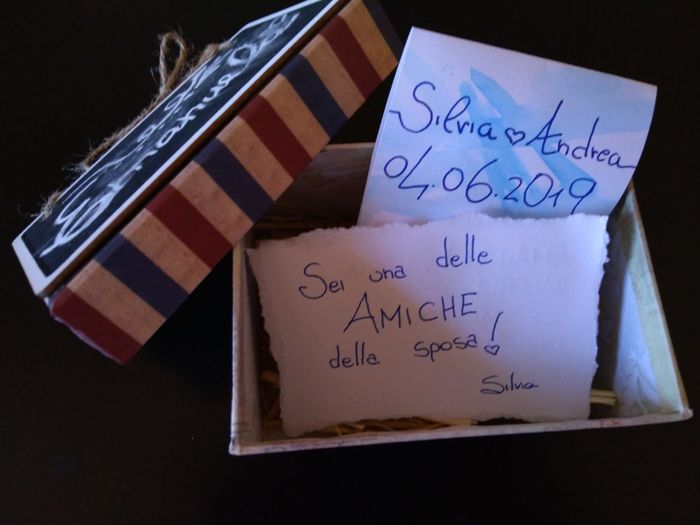 Silvia ♡ Andrea
04.06.2019
Sei una delle
AMICHE
della sposa!
Silvia